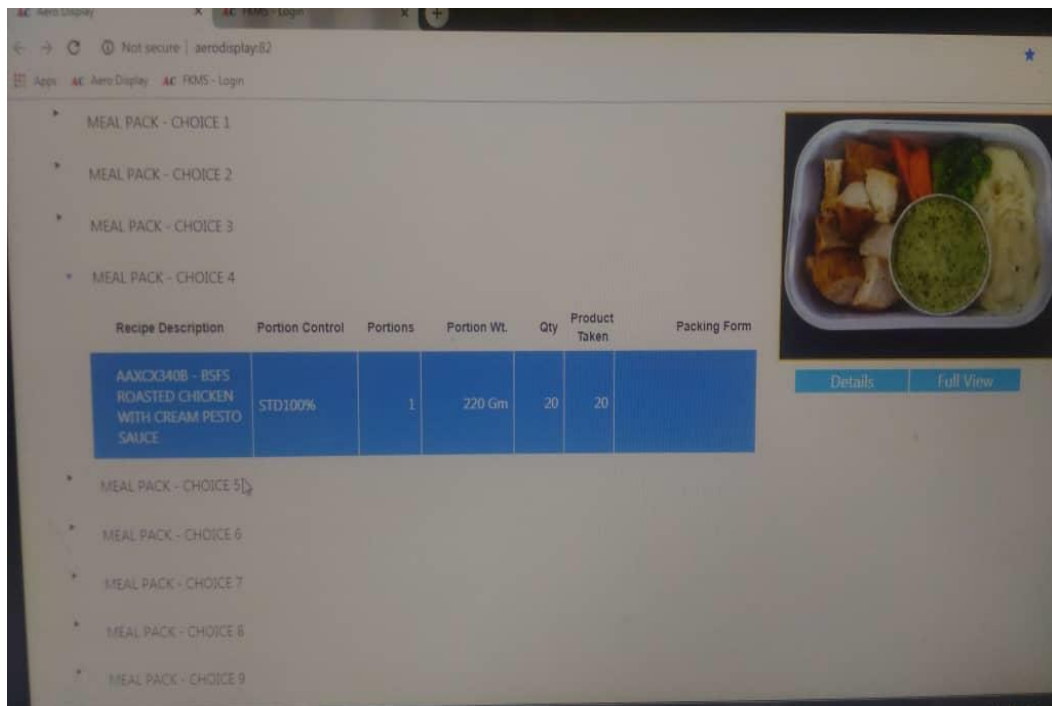 AC Aero Display × AC FKMS - Login × +
Not secure | aerodisplay:82
Apps AC Aero Display AC FKMS - Login
MEAL PACK - CHOICE 1
MEAL PACK - CHOICE 2
MEAL PACK - CHOICE 3
MEAL PACK - CHOICE 4
Recipe Description Portion Control Portions Portion Wt. Qty Product Taken Packing Form
AAXCX340B - BSFS
ROASTED CHICKEN
WITH CREAM PESTO
SAUCE
STD100% 1 220 Gm 20 20
Details Full View
MEAL PACK - CHOICE 5
MEAL PACK - CHOICE 6
MEAL PACK - CHOICE 7
MEAL PACK - CHOICE 8
MEAL PACK - CHOICE 9